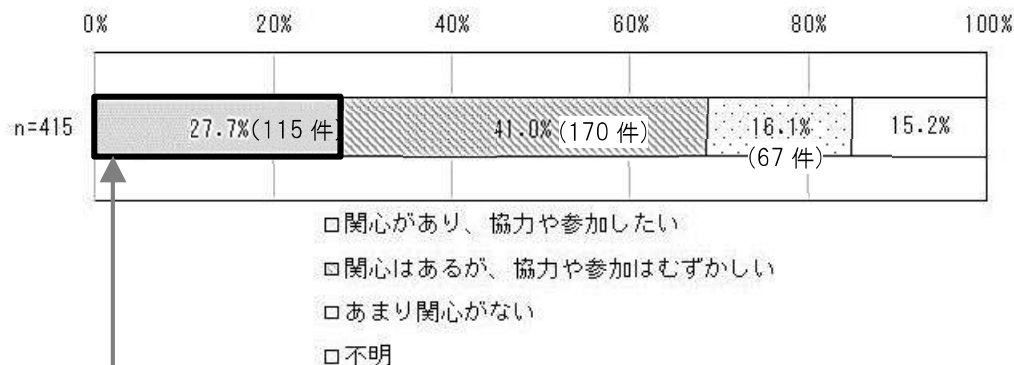 0% 20% 40% 60% 80% 100%
n=415 27.7%(115 件) 41.0%(170 件) 16.1% 15.2%
(67 件)
□関心があり、協力や参加したい
□関心はあるが、協力や参加はむずかしい
□あまり関心がない
□不明